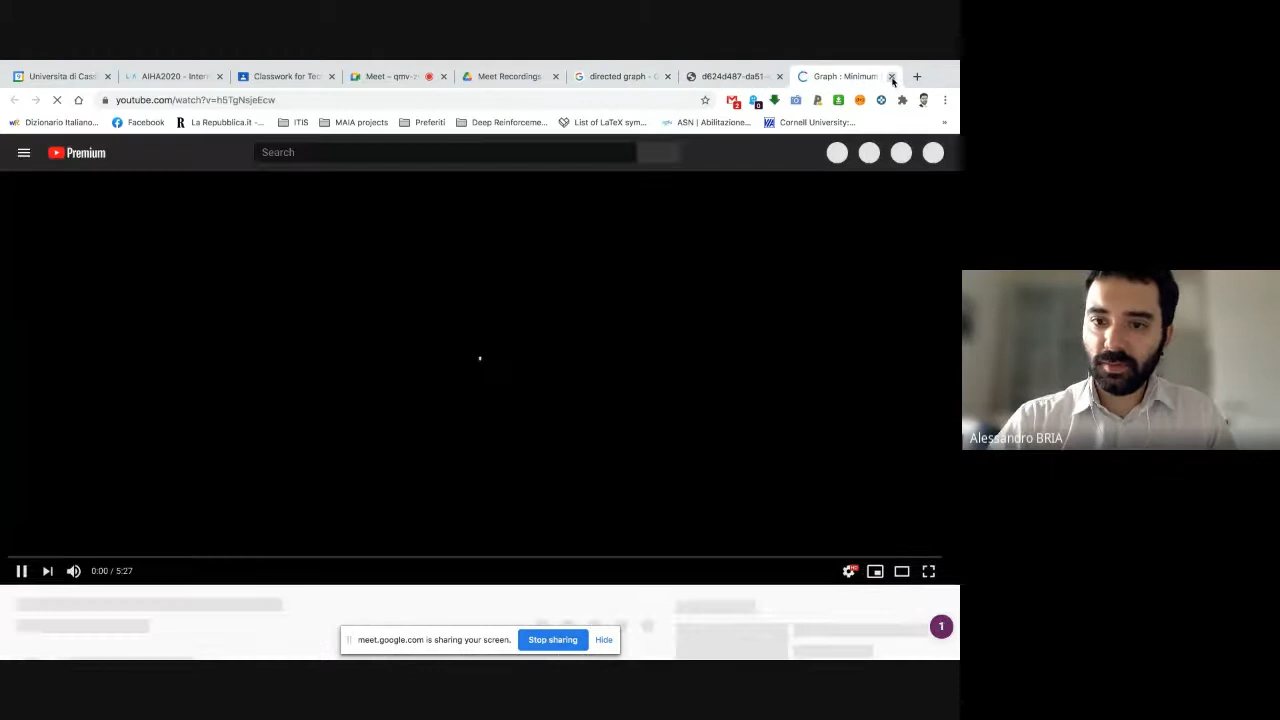 Universita di Cassi
AIHA2020 - Intern
Classwork for Tec
Meet – qmv-z
Meet Recordings
directed graph - G
d624d487-da51-
Graph : Minimum
youtube.com/watch?v=h5TgNsjeEcw
Dizionario Italiano...
Facebook
La Repubblica.it -...
ITIS
MAIA projects
Preferiti
Deep Reinforceme...
List of LaTeX sym...
ASN | Abilitazione...
Cornell University:...
»
Premium
Search
Alessandro BRIA
0:00 / 5:27
1
meet.google.com is sharing your screen.
Stop sharing
Hide